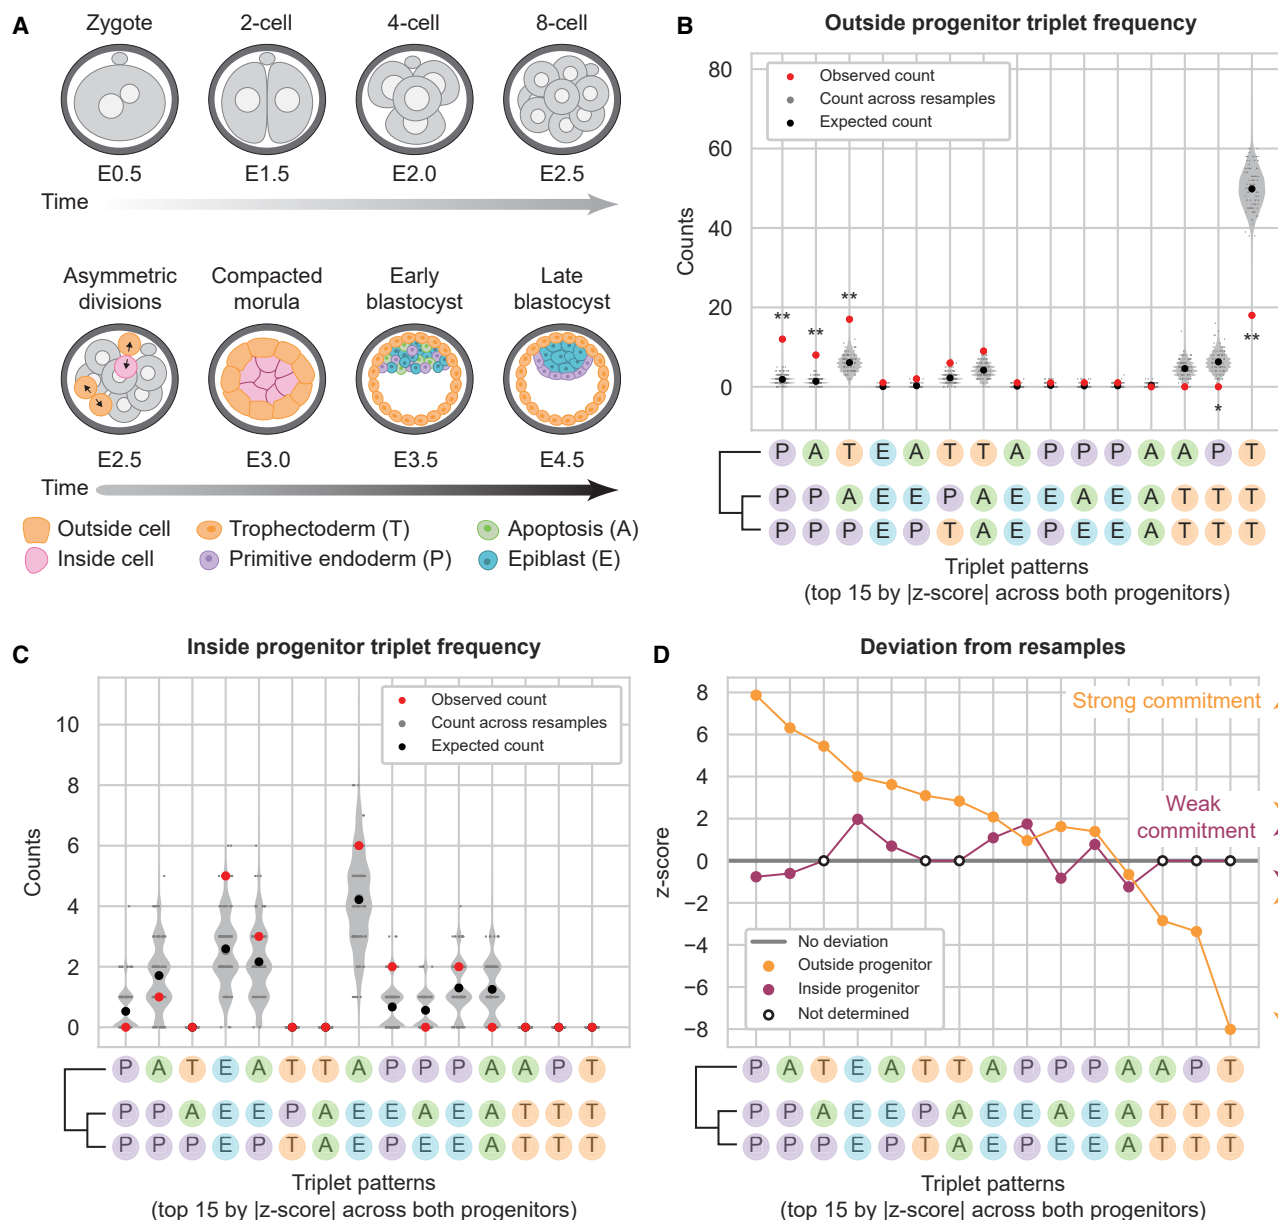 A
Zygote 2-cell 4-cell 8-cell
E0.5 E1.5 E2.0 E2.5
Time
Asymmetric divisions
Compacted morula
Early blastocyst
Late blastocyst
E2.5 E3.0 E3.5 E4.5
Time
Outside cell
Trophectoderm (T)
Apoptosis (A)
Inside cell
Primitive endoderm (P)
Epiblast (E)
B
Outside progenitor triplet frequency
Observed count
Count across resamples
Expected count
Counts
80
60
40
20
0
** ** ** * **
P A T E A T T A P P P A A P T
P P A E E P A E E A E A T T T
P P P E P T A E P E E A T T T
Triplet patterns
(top 15 by |z-score| across both progenitors)
C
Inside progenitor triplet frequency
Observed count
Count across resamples
Expected count
Counts
10
8
6
4
2
0
P A T E A T T A P P P A A P T
P P A E E P A E E A E A T T T
P P P E P T A E P E E A T T T
Triplet patterns
(top 15 by |z-score| across both progenitors)
D
Deviation from resamples
Strong commitment
Weak
commitment
z-score
8
6
4
2
0
−2
−4
−6
−8
No deviation
Outside progenitor
Inside progenitor
Not determined
P A T E A T T A P P P A A P T
P P A E E P A E E A E A T T T
P P P E P T A E P E E A T T T
Triplet patterns
(top 15 by |z-score| across both progenitors)